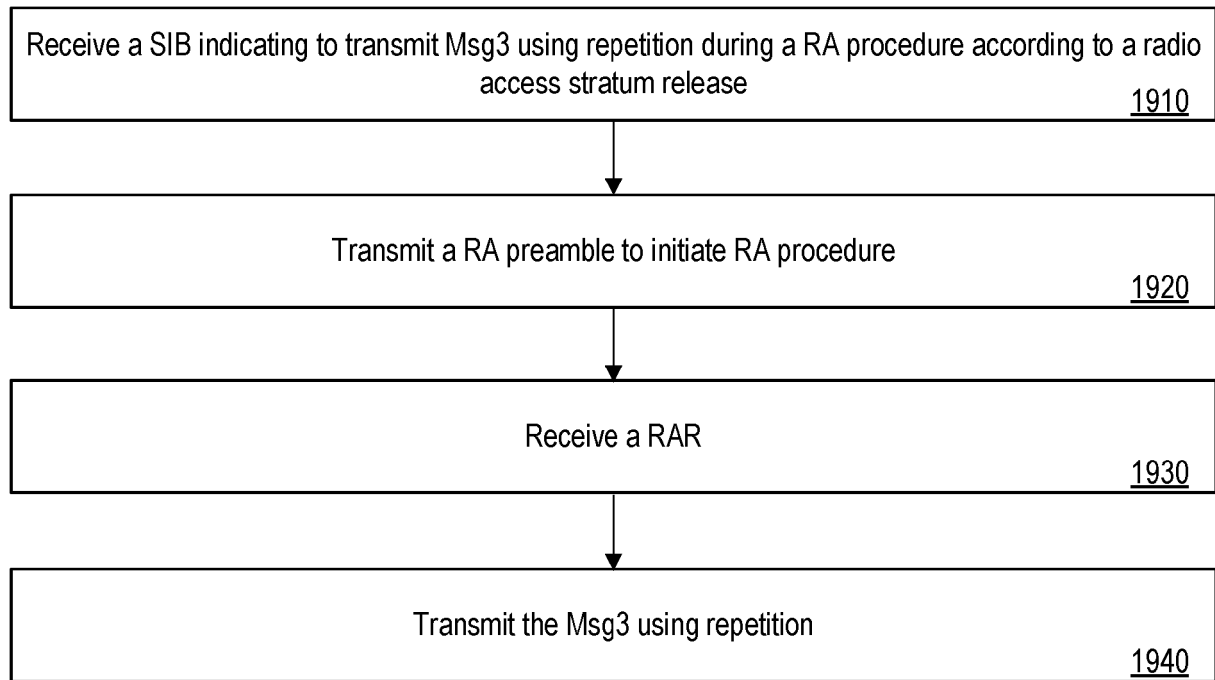 Receive a SIB indicating to transmit Msg3 using repetition during a RA procedure according to a radio
access stratum release
1910
Transmit a RA preamble to initiate RA procedure
1920
Receive a RAR
1930
Transmit the Msg3 using repetition
1940